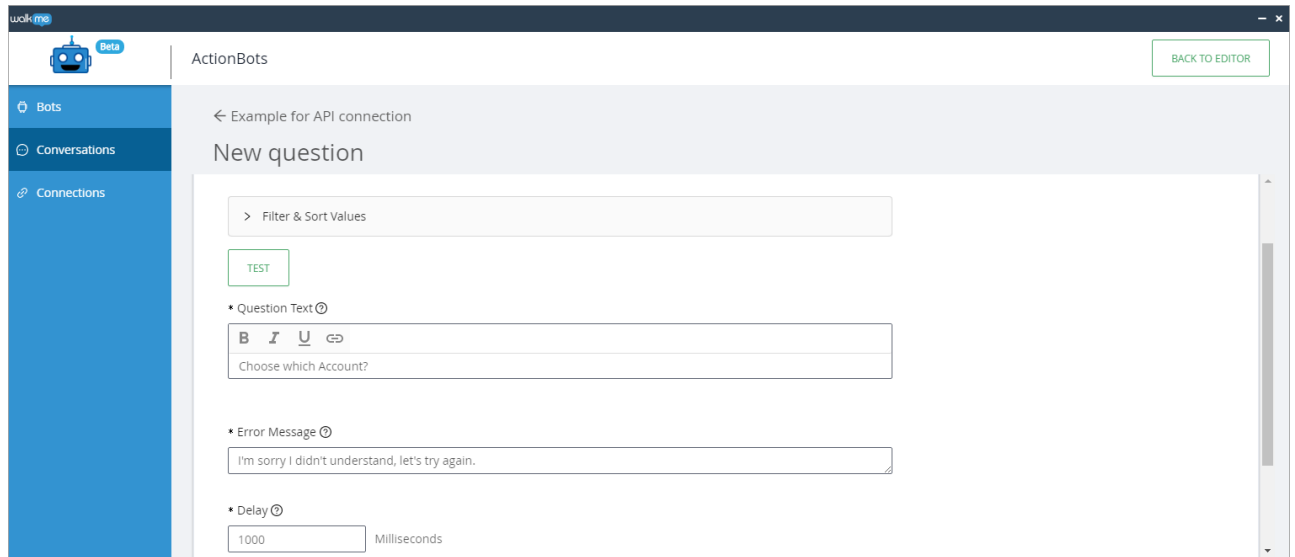 walkme
Beta
ActionBots
BACK TO EDITOR
Bots
Conversations
Connections
Example for API connection
New question
Filter & Sort Values
TEST
* Question Text
B I U
Choose which Account?
* Error Message
I'm sorry I didn't understand, let's try again.
* Delay
1000 Milliseconds